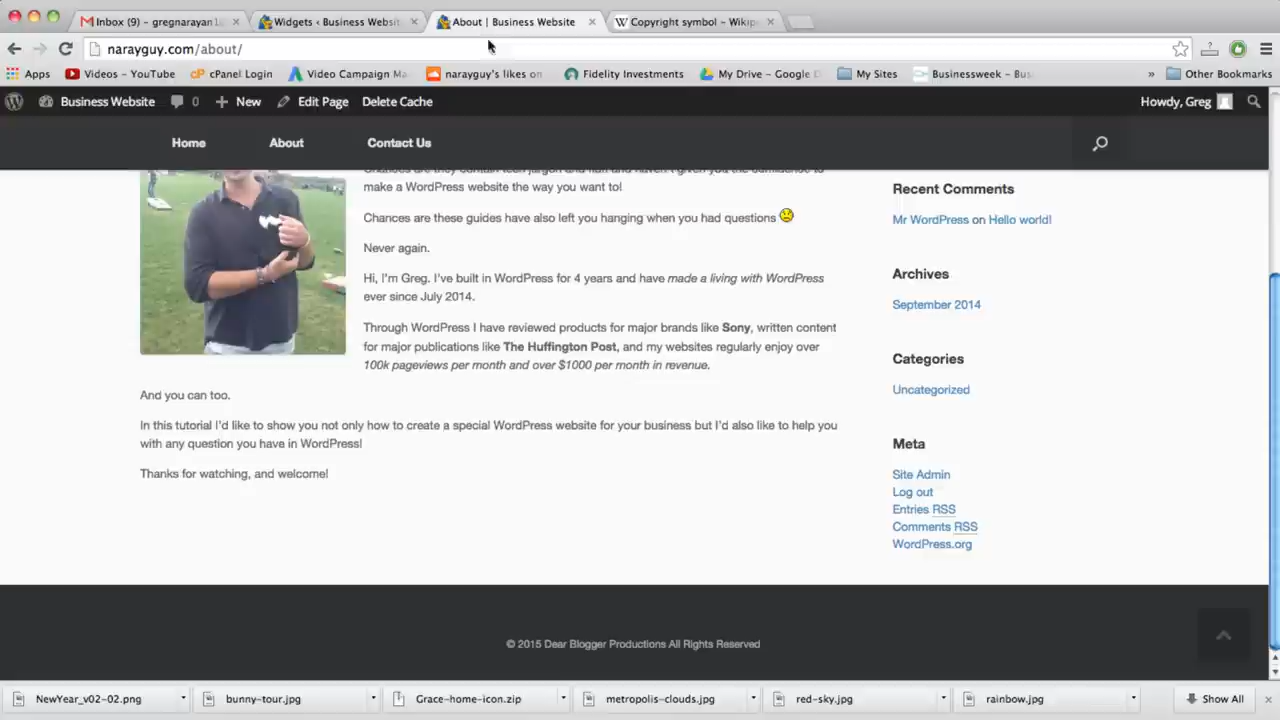 Inbox (9) - gregnarayan1
Widgets ‹ Business Websit
About | Business Website
Copyright symbol - Wikip
narayguy.com/about/
Apps
Videos - YouTube
cPanel Login
Video Campaign Ma
narayguy's likes on
Fidelity Investments
My Drive - Google D
My Sites
Businessweek - Bus
»
Other Bookmarks
Business Website
0
New
Edit Page
Delete Cache
Howdy, Greg
Home
About
Contact Us
make a WordPress website the way you want to!
Chances are these guides have also left you hanging when you had questions
Never again.
Hi, I'm Greg. I've built in WordPress for 4 years and have made a living with WordPress
ever since July 2014.
Through WordPress I have reviewed products for major brands like Sony, written content
for major publications like The Huffington Post, and my websites regularly enjoy over
100k pageviews per month and over $1000 per month in revenue.
And you can too.
In this tutorial I'd like to show you not only how to create a special WordPress website for your business but I'd also like to help you
with any question you have in WordPress!
Thanks for watching, and welcome!
Recent Comments
Mr WordPress on Hello world!
Archives
September 2014
Categories
Uncategorized
Meta
Site Admin
Log out
Entries RSS
Comments RSS
WordPress.org
© 2015 Dear Blogger Productions All Rights Reserved
NewYear_v02-02.png
bunny-tour.jpg
Grace-home-icon.zip
metropolis-clouds.jpg
red-sky.jpg
rainbow.jpg
Show All